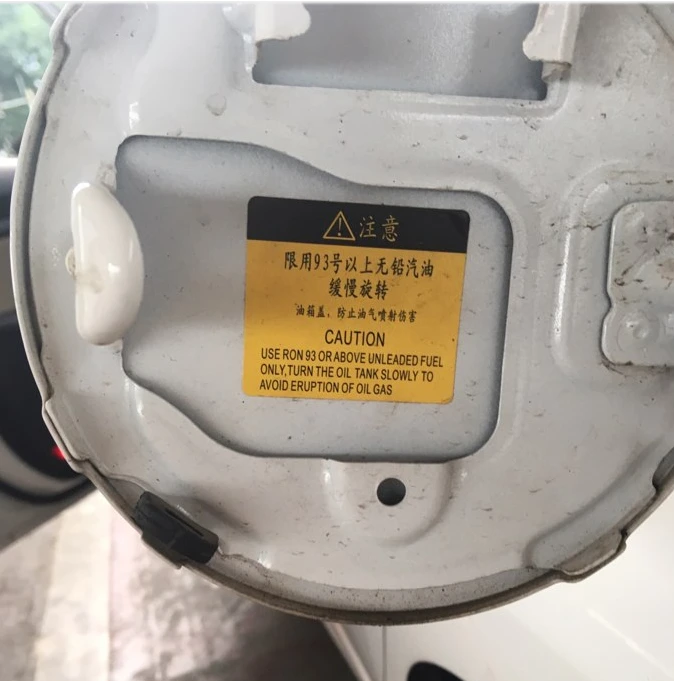 注意
限用93号以上无铅汽油
缓慢旋转
油箱盖，防止油气喷射伤害
CAUTION
USE RON 93 OR ABOVE UNLEADED FUEL
ONLY,TURN THE OIL TANK SLOWLY TO
AVOID ERUPTION OF OIL GAS